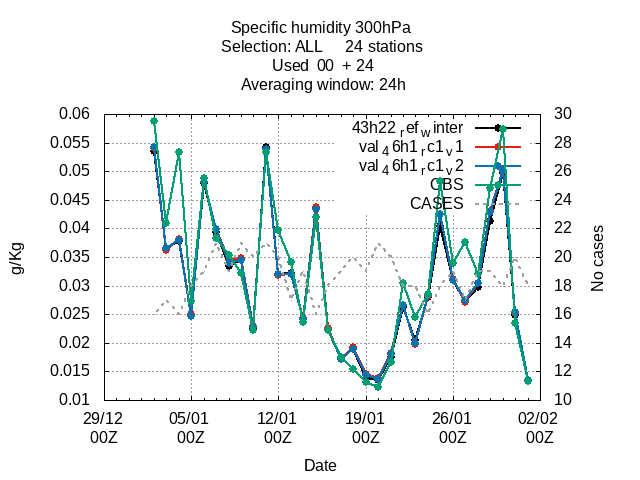 Specific humidity 300hPa
Selection: ALL 24 stations
Used 00 + 24
Averaging window: 24h
0.06
0.055
0.05
0.045
0.04
0.035
0.03
0.025
0.02
0.015
0.01
30
28
26
24
22
20
18
16
14
12
10
g/Kg
No cases
43h22 ref winter
val 46h1 rc1v1
val 46h1 rc1v2
OBS
CASES
29/12 05/01 12/01 19/01 26/01 02/02
00Z 00Z 00Z 00Z 00Z 00Z
Date